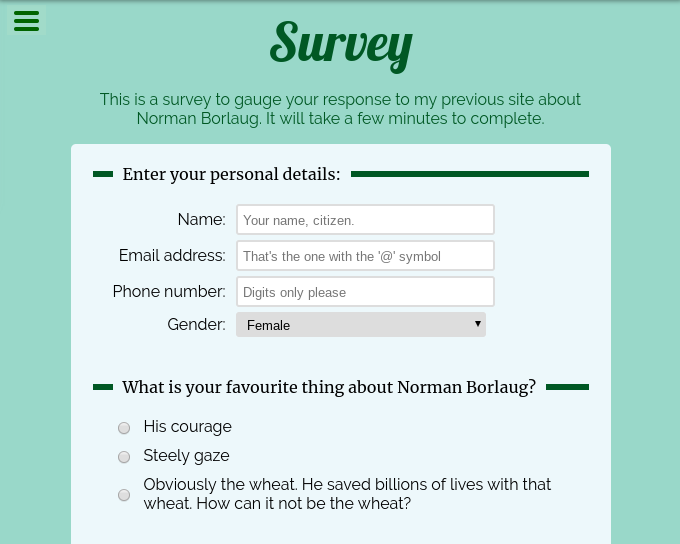 Survey
This is a survey to gauge your response to my previous site about
Norman Borlaug. It will take a few minutes to complete.
Enter your personal details:
Name: Your name, citizen.
Email address: That's the one with the '@' symbol
Phone number: Digits only please
Gender: Female
What is your favourite thing about Norman Borlaug?
His courage
Steely gaze
Obviously the wheat. He saved billions of lives with that
wheat. How can it not be the wheat?